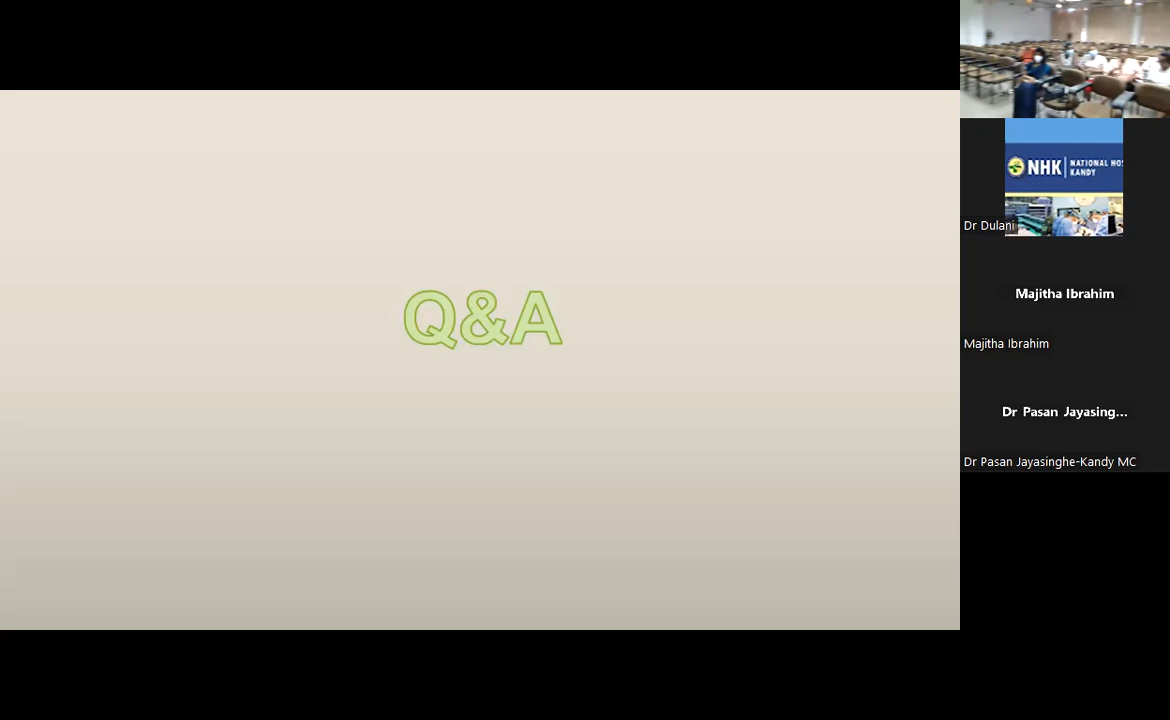 Q&A
NHK
NATIONAL HOS
KANDY
Dr Dulani
Majitha Ibrahim
Majitha Ibrahim
Dr Pasan Jayasing...
Dr Pasan Jayasinghe-Kandy MC